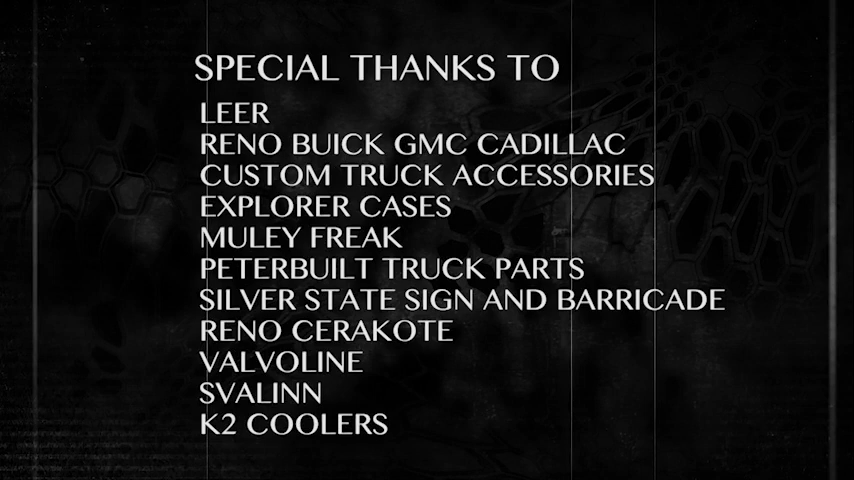 SPECIAL THANKS TO
LEER
RENO BUICK GMC CADILLAC
CUSTOM TRUCK ACCESSORIES
EXPLORER CASES
MULEY FREAK
PETERBUILT TRUCK PARTS
SILVER STATE SIGN AND BARRICADE
RENO CERAKOTE
VALVOLINE
SVALINN
K2 COOLERS